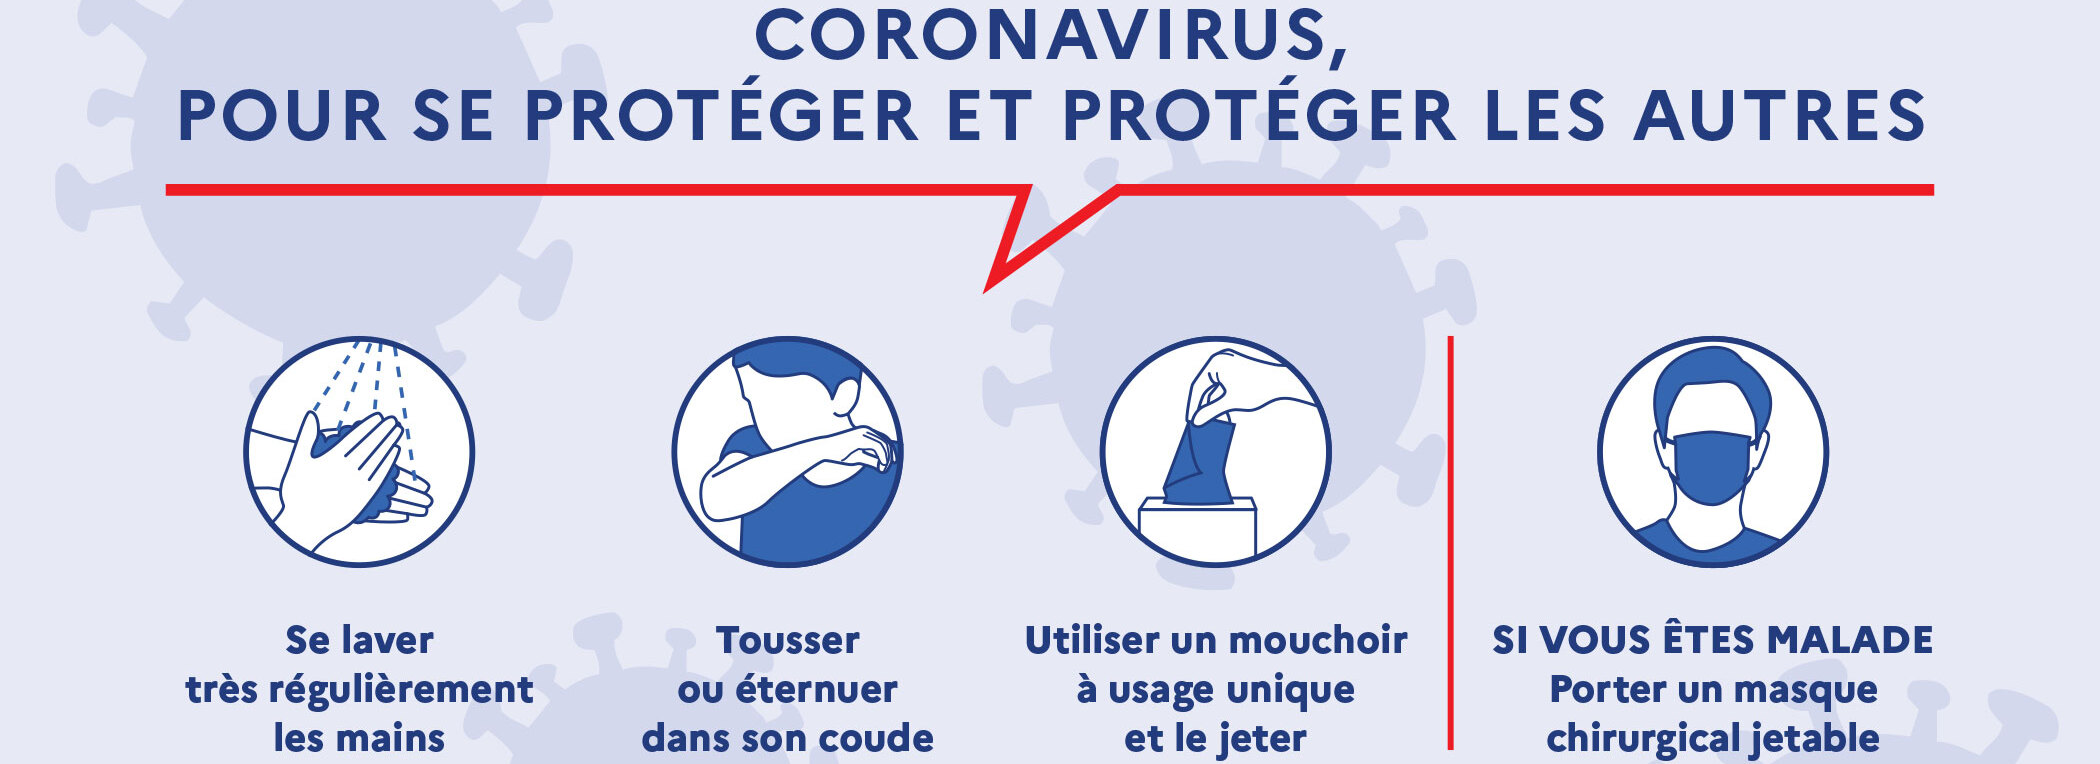 CORONAVIRUS,
POUR SE PROTÉGER ET PROTÉGER LES AUTRES
Se laver
très régulièrement
les mains
Tousser
ou éternuer
dans son coude
Utiliser un mouchoir
à usage unique
et le jeter
SI VOUS ÊTES MALADE
Porter un masque
chirurgical jetable